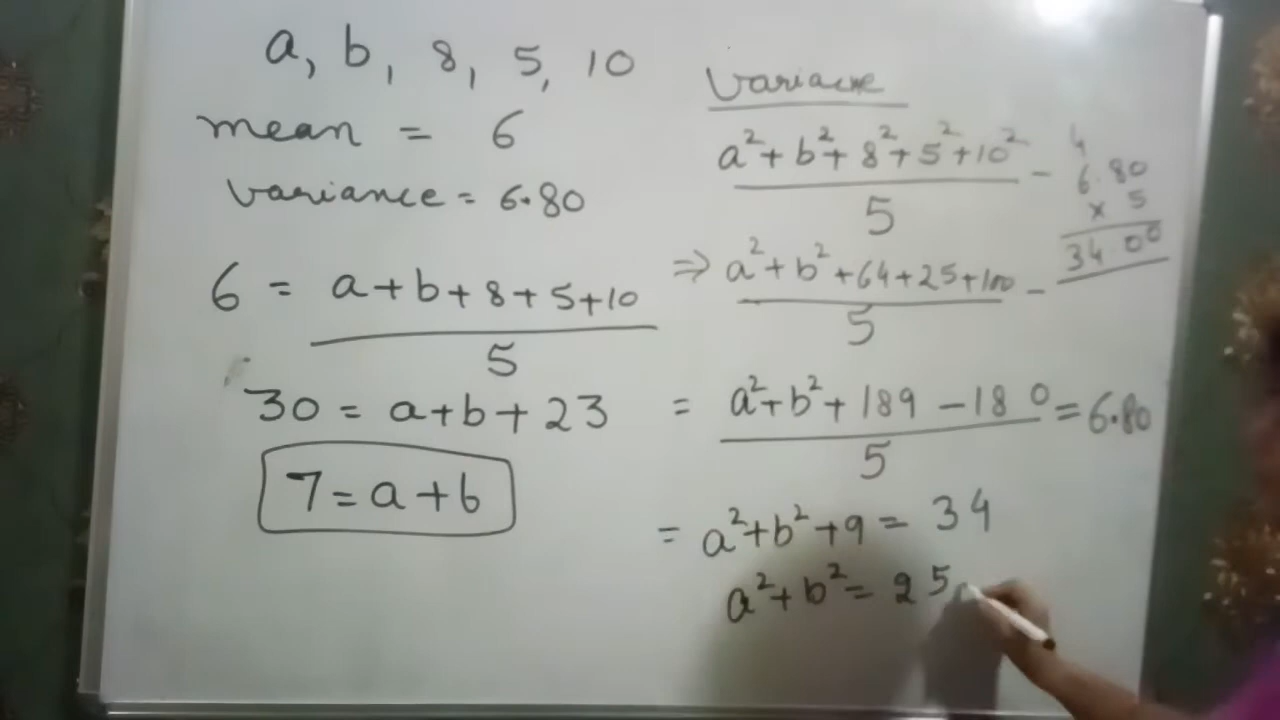 a, b, 8, 5, 10
mean = 6
variance = 6.80
6 = a+b+8+5+10
5
30 = a+b+23
7 = a+b
variance
a²+b²+8²+5²+10² -
5
⇒ a²+b²+64+25+100 -
5
= a²+b²+189-180 = 6.80
5
= a²+b²+9 = 34
a²+b² = 25
4
6.80
× 5
34.00